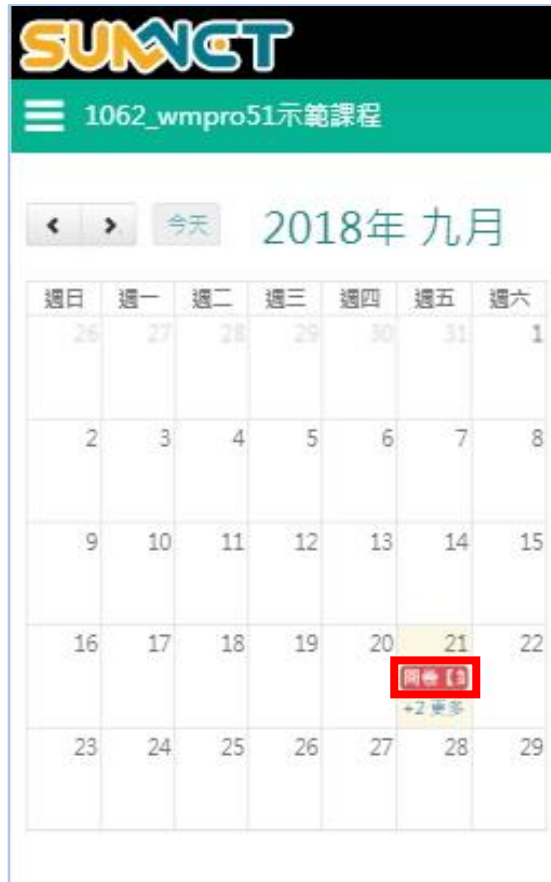 SUNNET
1062_wmpro51示範課程
今天 2018年 九月
週日 週一 週二 週三 週四 週五 週六
26 27 28 29 30 31 1
2 3 4 5 6 7 8
9 10 11 12 13 14 15
16 17 18 19 20 21 22
問卷【
+2 更多
23 24 25 26 27 28 29